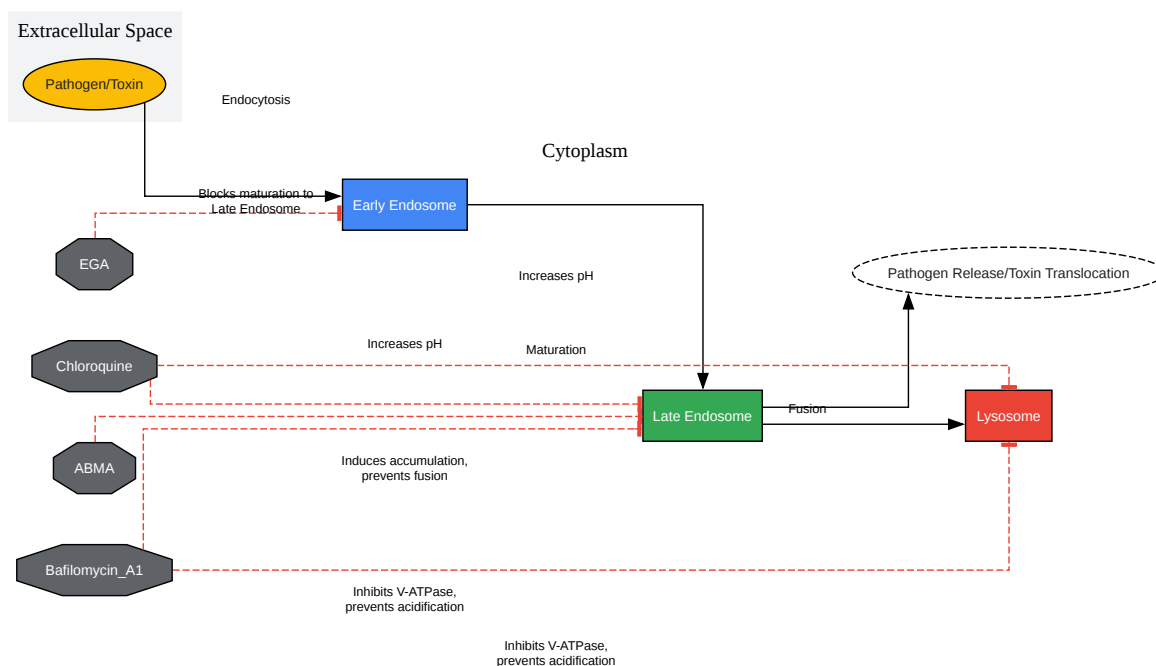 Extracellular Space
Pathogen/Toxin
Endocytosis
Cytoplasm
Blocks maturation to
Late Endosome
Early Endosome
EGA
Increases pH
Pathogen Release/Toxin Translocation
Increases pH
Maturation
Chloroquine
Late Endosome
Fusion
Lysosome
ABMA
Induces accumulation,
prevents fusion
Bafilomycin_A1
Inhibits V-ATPase,
prevents acidification
Inhibits V-ATPase,
prevents acidification